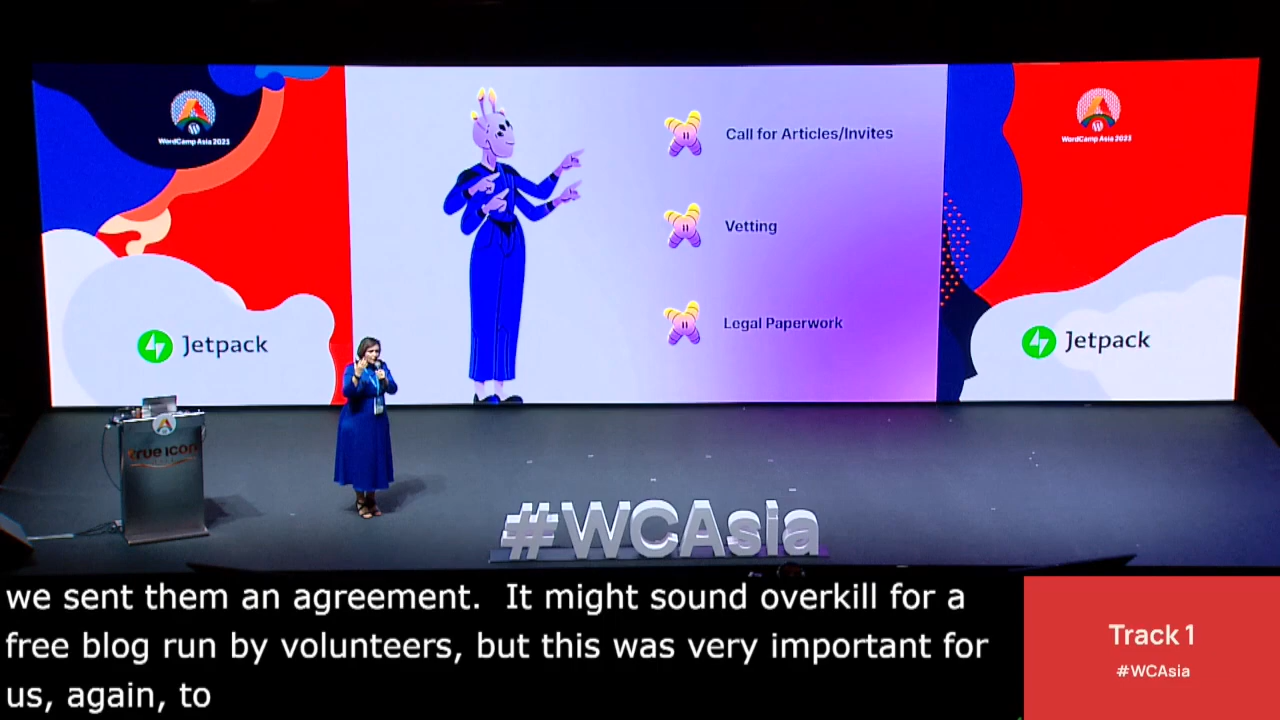 WordCamp Asia 2023
Jetpack
Call for Articles/Invites
Vetting
Legal Paperwork
WordCamp Asia 2023
Jetpack
true icon
#WCAsia
we sent them an agreement.  It might sound overkill for a
free blog run by volunteers, but this was very important for
us, again, to
Track 1
#WCAsia